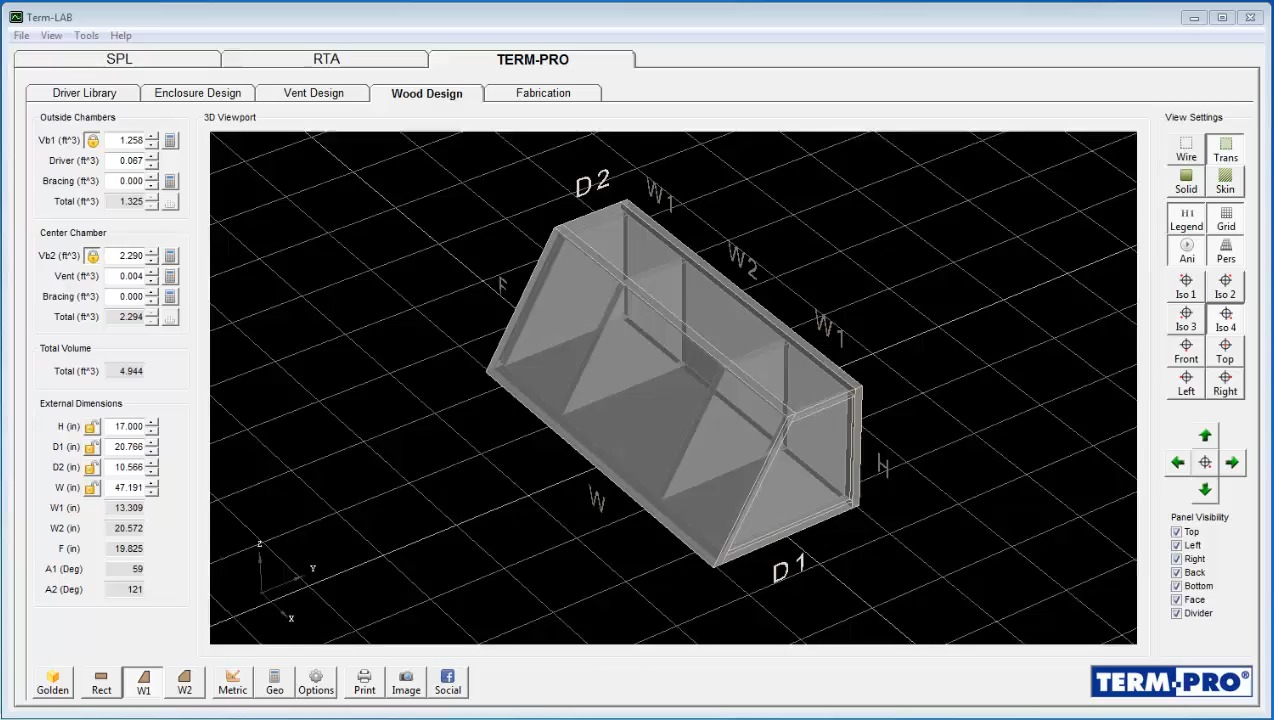 Term-LAB
File View Tools Help
SPL RTA TERM-PRO
Driver Library Enclosure Design Vent Design Wood Design Fabrication
Outside Chambers
Vb1 (ft^3) 1.258
Driver (ft^3) 0.067
Bracing (ft^3) 0.000
Total (ft^3) 1.325
Center Chamber
Vb2 (ft^3) 2.290
Vent (ft^3) 0.004
Bracing (ft^3) 0.000
Total (ft^3) 2.294
Total Volume
Total (ft^3) 4.944
External Dimensions
H (in) 17.000
D1 (in) 20.766
D2 (in) 10.566
W (in) 47.191
W1 (in) 13.309
W2 (in) 20.572
F (in) 19.825
A1 (Deg) 59
A2 (Deg) 121
3D Viewport
D2
W1
W2
F
W1
H
W
D1
Z
Y
X
View Settings
Wire Trans
Solid Skin
H1
Legend Grid
Ani Pers
Iso 1 Iso 2
Iso 3 Iso 4
Front Top
Left Right
Panel Visibility
Top
Left
Right
Back
Bottom
Face
Divider
Golden Rect W1 W2 Metric Geo Options Print Image Social
TERM-PRO®